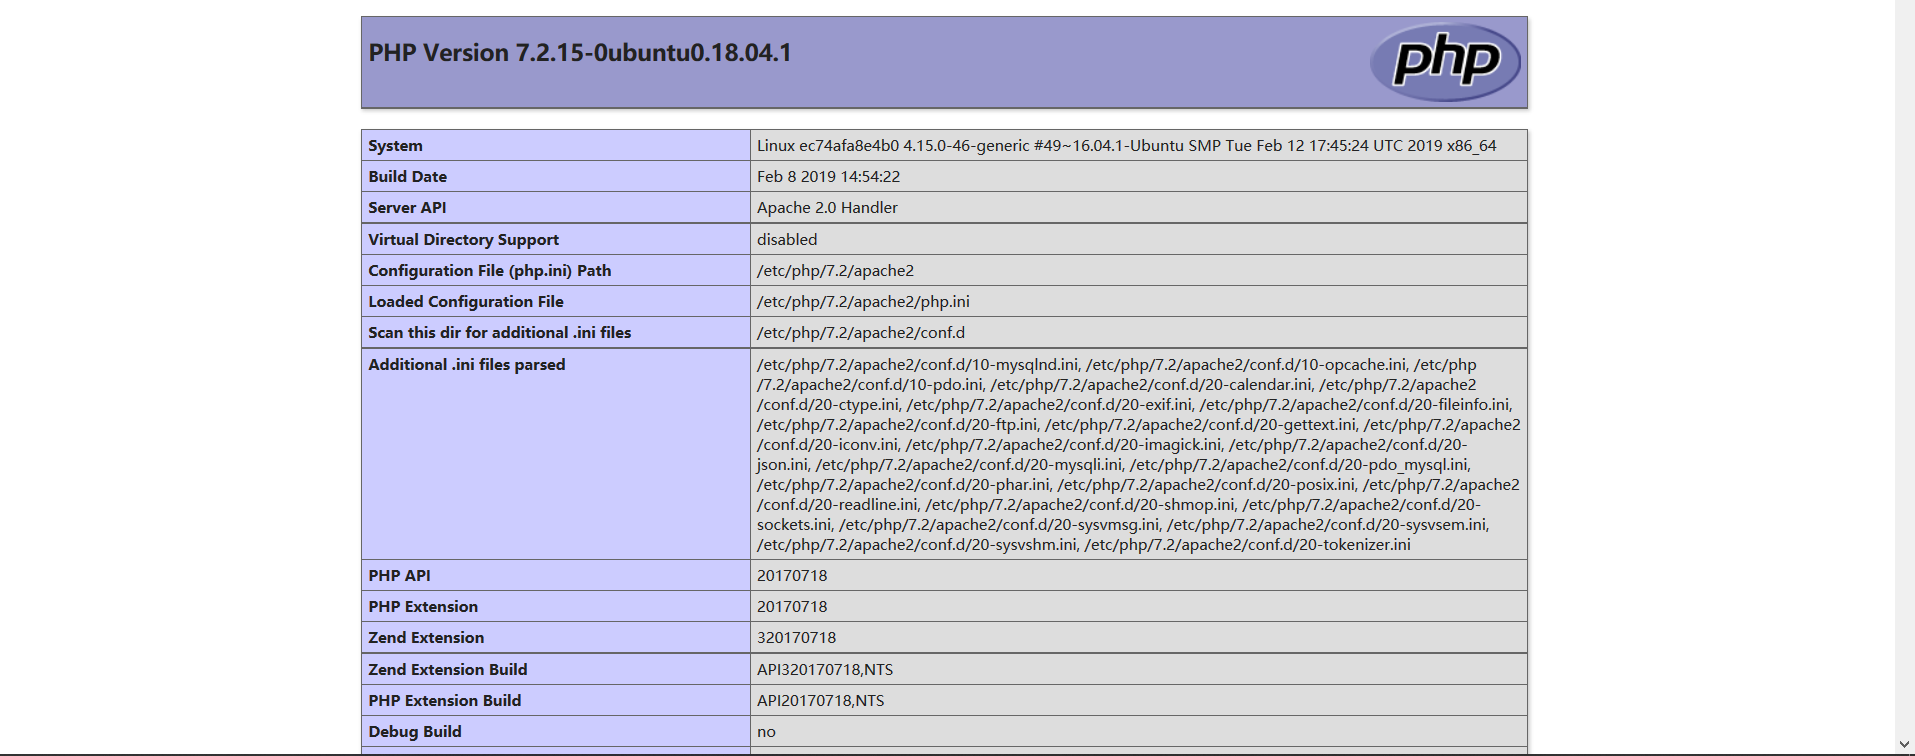 PHP Version 7.2.15-0ubuntu0.18.04.1
php
System Linux ec74afa8e4b0 4.15.0-46-generic #49~16.04.1-Ubuntu SMP Tue Feb 12 17:45:24 UTC 2019 x86_64
Build Date Feb 8 2019 14:54:22
Server API Apache 2.0 Handler
Virtual Directory Support disabled
Configuration File (php.ini) Path /etc/php/7.2/apache2
Loaded Configuration File /etc/php/7.2/apache2/php.ini
Scan this dir for additional .ini files /etc/php/7.2/apache2/conf.d
Additional .ini files parsed /etc/php/7.2/apache2/conf.d/10-mysqlnd.ini, /etc/php/7.2/apache2/conf.d/10-opcache.ini, /etc/php
/7.2/apache2/conf.d/10-pdo.ini, /etc/php/7.2/apache2/conf.d/20-calendar.ini, /etc/php/7.2/apache2
/conf.d/20-ctype.ini, /etc/php/7.2/apache2/conf.d/20-exif.ini, /etc/php/7.2/apache2/conf.d/20-fileinfo.ini,
/etc/php/7.2/apache2/conf.d/20-ftp.ini, /etc/php/7.2/apache2/conf.d/20-gettext.ini, /etc/php/7.2/apache2
/conf.d/20-iconv.ini, /etc/php/7.2/apache2/conf.d/20-imagick.ini, /etc/php/7.2/apache2/conf.d/20-
json.ini, /etc/php/7.2/apache2/conf.d/20-mysqli.ini, /etc/php/7.2/apache2/conf.d/20-pdo_mysql.ini,
/etc/php/7.2/apache2/conf.d/20-phar.ini, /etc/php/7.2/apache2/conf.d/20-posix.ini, /etc/php/7.2/apache2
/conf.d/20-readline.ini, /etc/php/7.2/apache2/conf.d/20-shmop.ini, /etc/php/7.2/apache2/conf.d/20-
sockets.ini, /etc/php/7.2/apache2/conf.d/20-sysvmsg.ini, /etc/php/7.2/apache2/conf.d/20-sysvsem.ini,
/etc/php/7.2/apache2/conf.d/20-sysvshm.ini, /etc/php/7.2/apache2/conf.d/20-tokenizer.ini
PHP API 20170718
PHP Extension 20170718
Zend Extension 320170718
Zend Extension Build API320170718,NTS
PHP Extension Build API20170718,NTS
Debug Build no